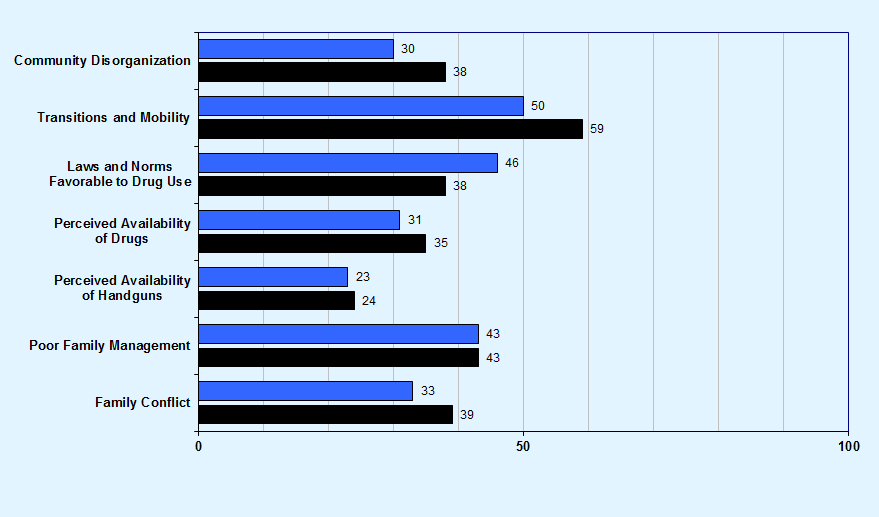 30
Community Disorganization
38
50
Transitions and Mobility
59
46
Laws and Norms
Favorable to Drug Use
38
31
Perceived Availability
of Drugs
35
23
Perceived Availability
of Handguns
24
43
Poor Family Management
43
33
Family Conflict
39
0 50 100